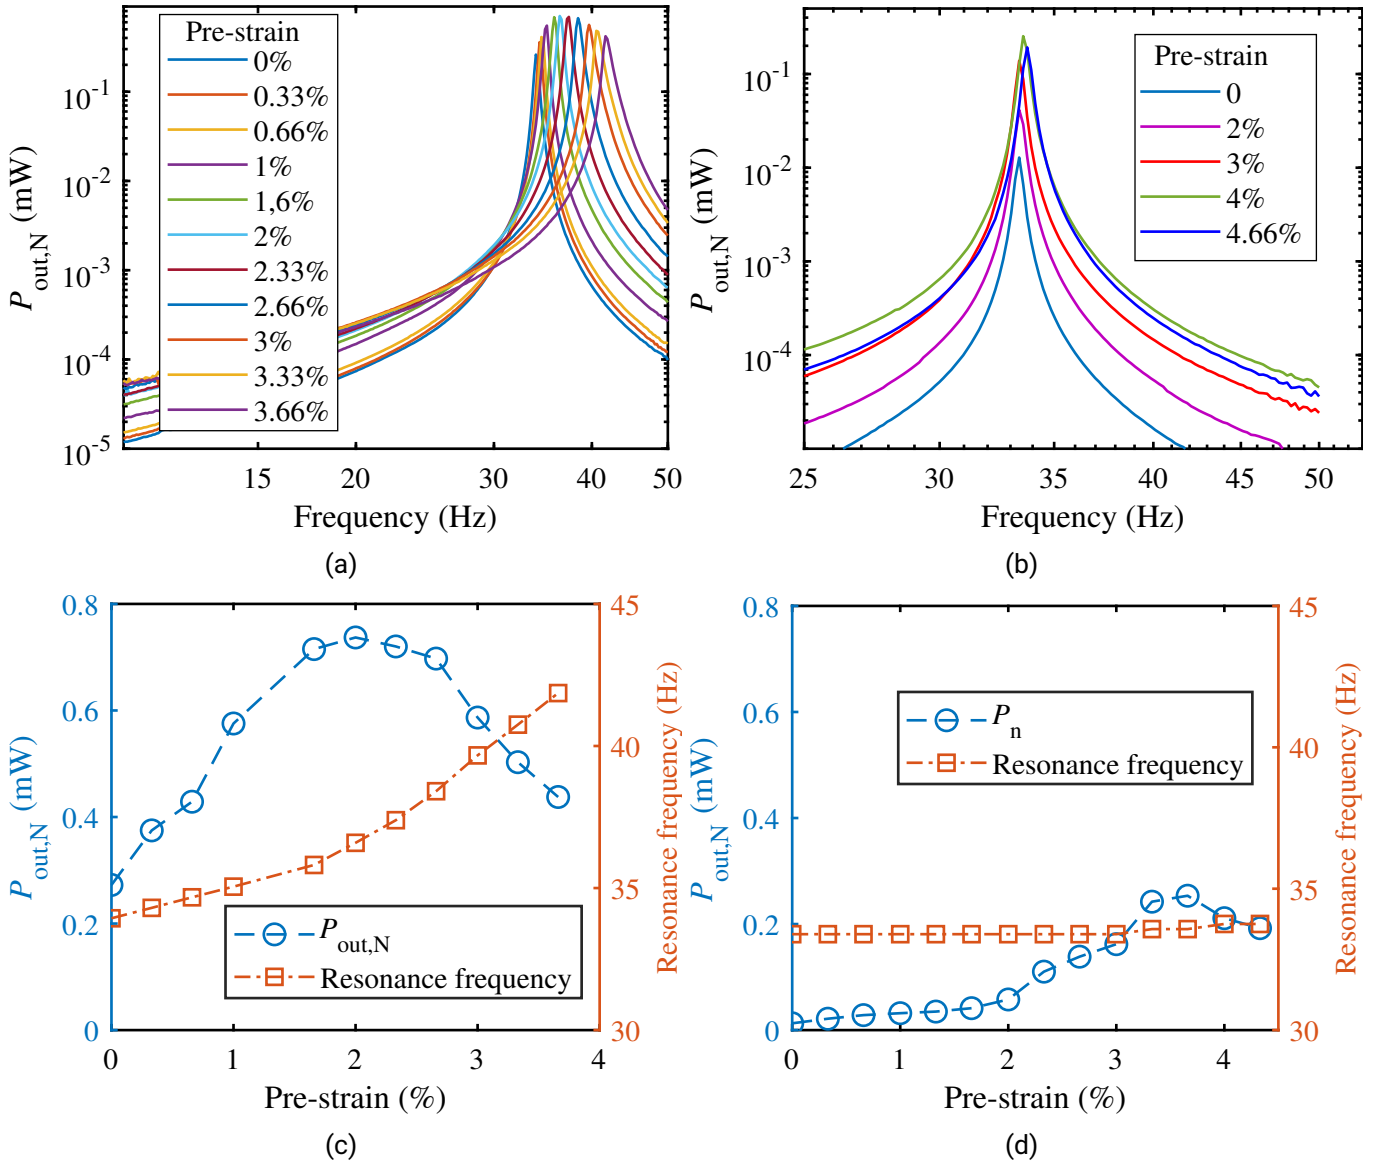 Pre-strain
0%
0.33%
0.66%
1%
1,6%
2%
2.33%
2.66%
3%
3.33%
3.66%
10^-1
10^-2
10^-3
10^-4
10^-5
P_out,N (mW)
15 20 30 40 50
Frequency (Hz)
(a)
Pre-strain
0
2%
3%
4%
4.66%
10^-1
10^-2
10^-3
10^-4
P_out,N (mW)
25 30 35 40 45 50
Frequency (Hz)
(b)
0.8
0.6
0.4
0.2
0
P_out,N (mW)
45
40
35
30
Resonance frequency (Hz)
P_out,N
Resonance frequency
0 1 2 3 4
Pre-strain (%)
(c)
0.8
0.6
0.4
0.2
0
P_out,N (mW)
45
40
35
30
Resonance frequency (Hz)
P_n
Resonance frequency
0 1 2 3 4
Pre-strain (%)
(d)